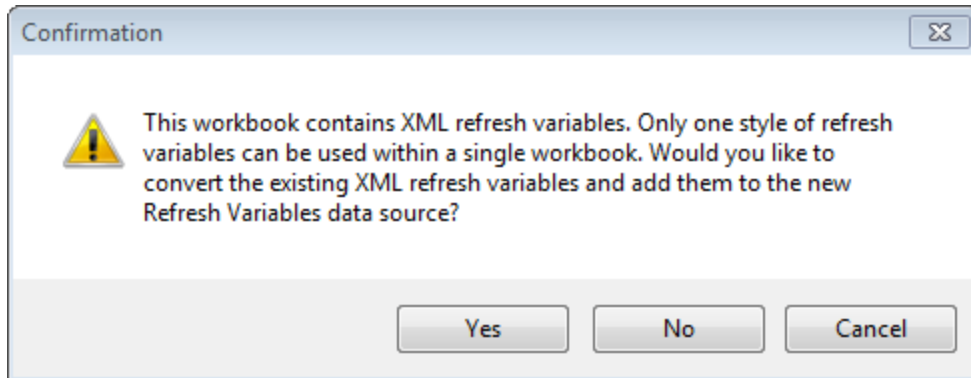 Confirmation
This workbook contains XML refresh variables. Only one style of refresh
variables can be used within a single workbook. Would you like to
convert the existing XML refresh variables and add them to the new
Refresh Variables data source?
Yes No Cancel